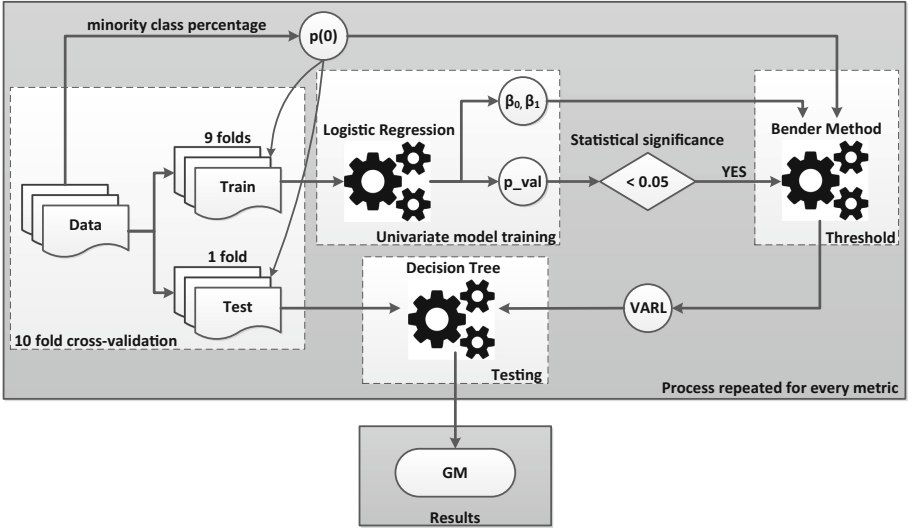 minority class percentage
p(0)
9 folds
Train
Data
1 fold
Test
10 fold cross-validation
Logistic Regression
β0, β1
p_val
Univariate model training
Statistical significance
< 0.05
YES
Bender Method
Threshold
VARL
Decision Tree
Testing
Process repeated for every metric
GM
Results